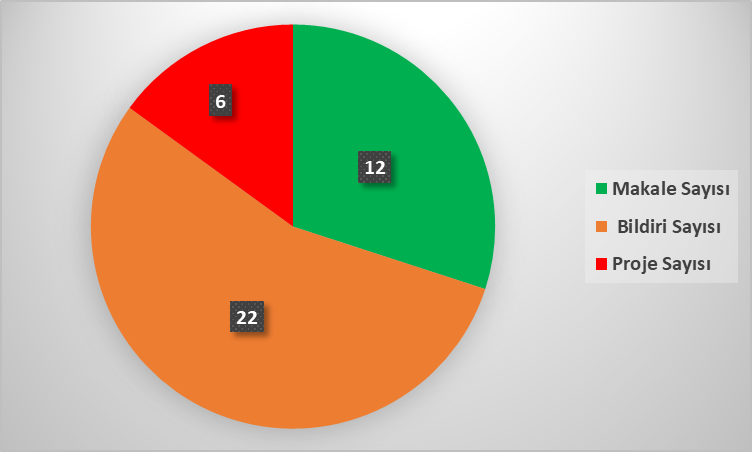 6
12
22
Makale Sayısı
Bildiri Sayısı
Proje Sayısı